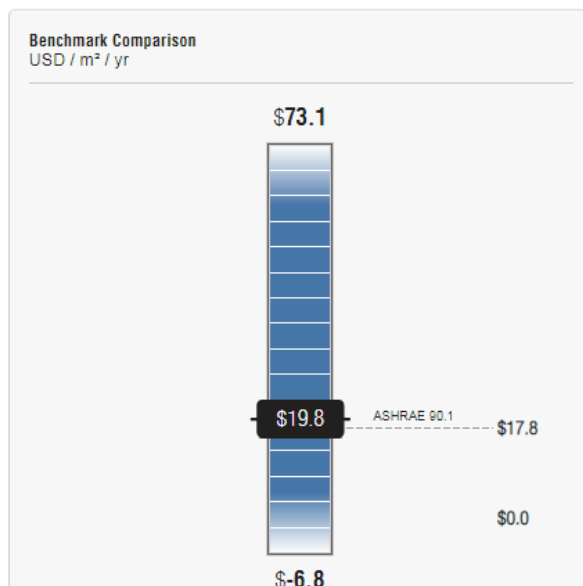 Benchmark Comparison
USD / m² / yr
$73.1
$19.8
ASHRAE 90.1
$17.8
$0.0
$-6.8